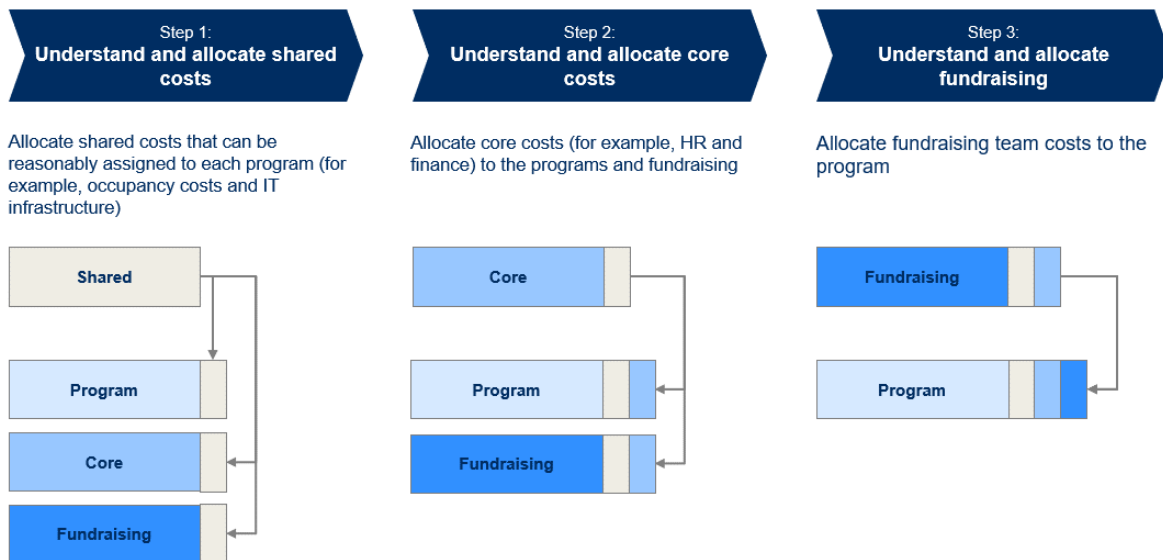 Step 1:
Understand and allocate shared
costs
Step 2:
Understand and allocate core
costs
Step 3:
Understand and allocate
fundraising
Allocate shared costs that can be
reasonably assigned to each program (for
example, occupancy costs and IT
infrastructure)
Allocate core costs (for example, HR and
finance) to the programs and fundraising
Allocate fundraising team costs to the
program
Shared
Program
Core
Fundraising
Core
Program
Fundraising
Fundraising
Program